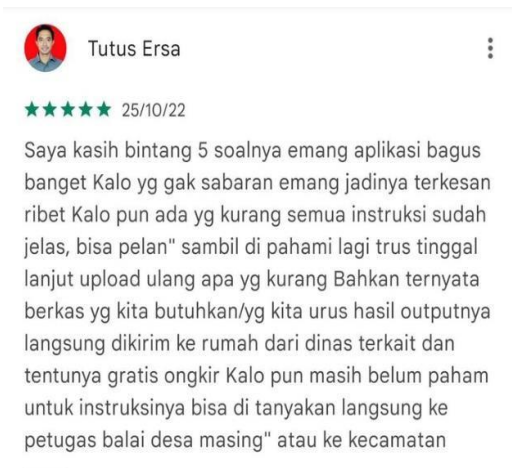 Tutus Ersa
25/10/22
Saya kasih bintang 5 soalnya emang aplikasi bagus
banget Kalo yg gak sabaran emang jadinya terkesan
ribet Kalo pun ada yg kurang semua instruksi sudah
jelas, bisa pelan" sambil di pahami lagi trus tinggal
lanjut upload ulang apa yg kurang Bahkan ternyata
berkas yg kita butuhkan/yg kita urus hasil outputnya
langsung dikirim ke rumah dari dinas terkait dan
tentunya gratis ongkir Kalo pun masih belum paham
untuk instruksinya bisa di tanyakan langsung ke
petugas balai desa masing" atau ke kecamatan